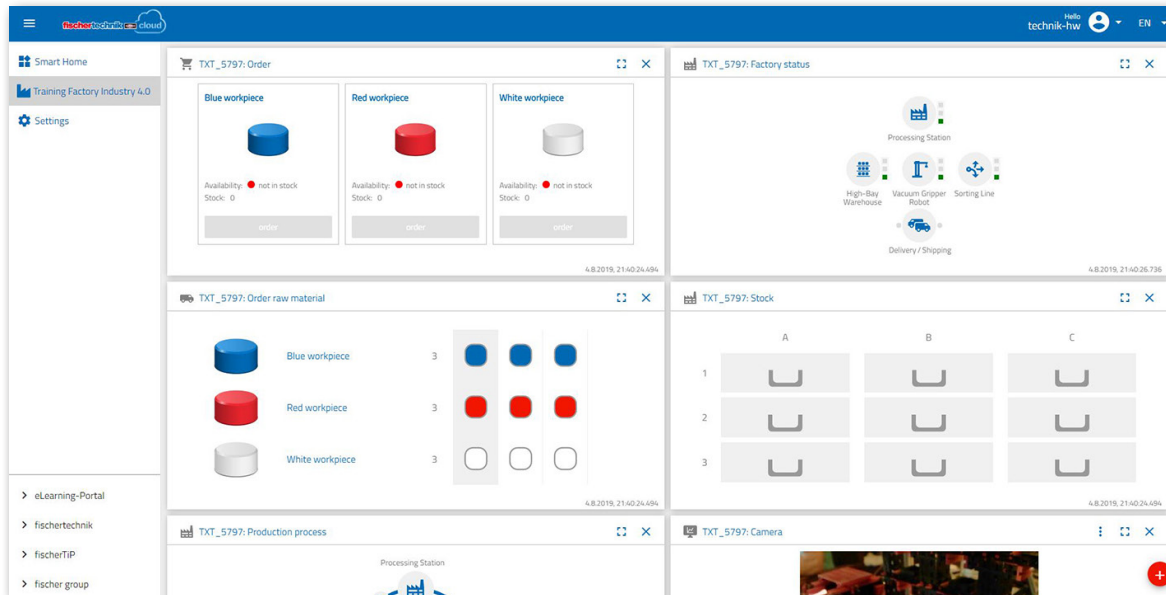 fischertechnik cloud
Hello
technik-hw
EN
Smart Home
Training Factory Industry 4.0
Settings
eLearning-Portal
fischertechnik
fischerTiP
fischer group
TXT_5797: Order
Blue workpiece
Availability: not in stock
Stock: 0
order
Red workpiece
Availability: not in stock
Stock: 0
order
White workpiece
Availability: not in stock
Stock: 0
order
4.8.2019, 21:40:24.494
TXT_5797: Factory status
Processing Station
High-Bay
Warehouse
Vacuum Gripper
Robot
Sorting Line
Delivery / Shipping
4.8.2019, 21:40:26.736
TXT_5797: Order raw material
Blue workpiece 3
Red workpiece 3
White workpiece 3
4.8.2019, 21:40:24.494
TXT_5797: Stock
A B C
1
2
3
4.8.2019, 21:40:24.494
TXT_5797: Production process
Processing Station
TXT_5797: Camera